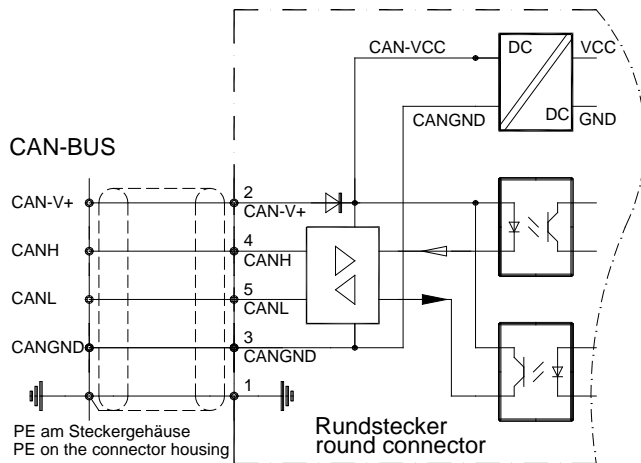 CAN-VCC
DC
VCC
CANGND
DC
GND
CAN-BUS
CAN-V+
2
CAN-V+
CANH
4
CANH
CANL
5
CANL
CANGND
3
CANGND
1
PE am Steckergehäuse
PE on the connector housing
Rundstecker
round connector